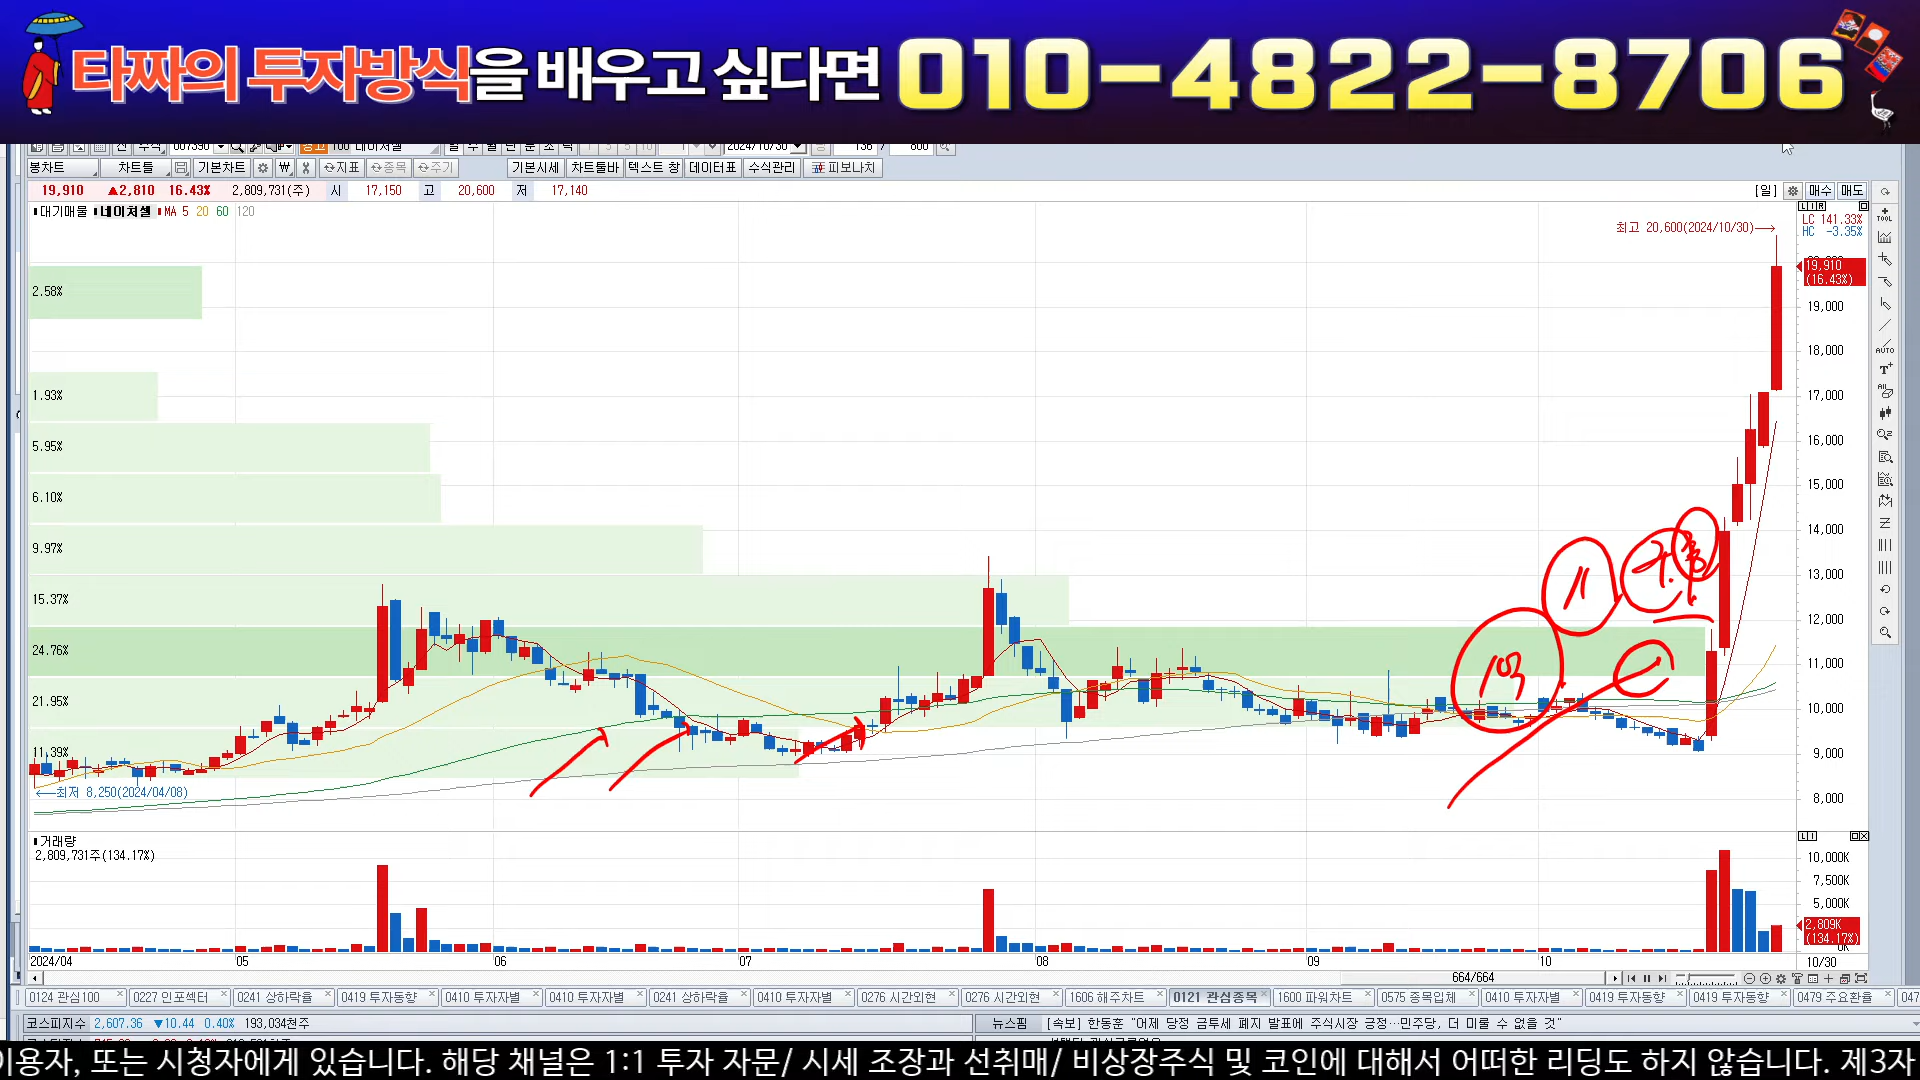 타짜의 투자방식을 배우고 싶다면 010-4822-8706
007390 네이처셀 일 주 월 2024/10/30 136 / 600
봉차트 차트툴 기본차트 ₩ 지표 종목 주기 기본시세 차트툴바 텍스트 창 데이터표 수식관리 피보나치
19,910 ▲2,810 16.43% 2,809,731(주) 시 17,150 고 20,600 저 17,140 [일] 매수 매도
대기매물 네이처셀 MA 5 20 60 120
LC 141.33%
HC -3.35%
최고 20,600(2024/10/30)→
19,910
(16.43%)
2.58%
19,000
18,000
1.93%
17,000
5.95%
16,000
6.10%
15,000
9.97%
14,000
15.37%
13,000
12,000
24.76%
11,000
21.95%
10,000
11.39%
9,000
←최저 8,250(2024/04/08)
8,000
거래량
2,809,731주(134.17%)
10,000K
7,500K
5,000K
2,809K
(134.17%)
0K
2024/04 05 06 07 08 09 10 10/30
664/664
0124 관심100 0227 인포섹터 0241 상하락율 0419 투자동향 0410 투자자별 0410 투자자별 0241 상하락율 0410 투자자별 0276 시간외현 0276 시간외현 1606 해주차트 0121 관심종목 1600 파워차트 0575 종목입체 0410 투자자별 0419 투자동향 0419 투자동향 0479 주요환율 047
코스피지수 2,607.36 ▼10.44 0.40% 193,034천주 뉴스핌 [속보] 한동훈 "어제 당정 금투세 폐지 발표에 주식시장 긍정…민주당, 더 미룰 수 없을 것"
이용자, 또는 시청자에게 있습니다. 해당 채널은 1:1 투자 자문/ 시세 조장과 선취매/ 비상장주식 및 코인에 대해서 어떠한 리딩도 하지 않습니다. 제3자